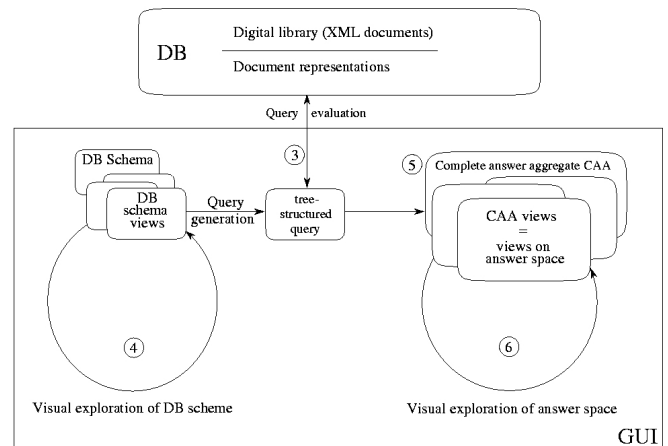 Digital library (XML documents)
DB
Document representations
Query evaluation
3
5
DB Schema
Complete answer aggregate CAA
DB
schema
views
Query
generation
tree-
structured
query
CAA views
=
views on
answer space
4
6
Visual exploration of DB scheme
Visual exploration of answer space
GUI